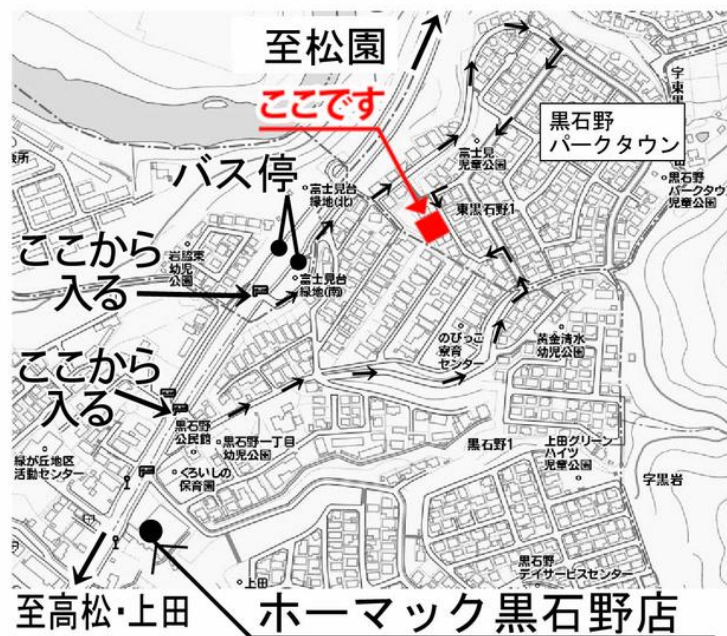 至松園
ここです
黒石野
パークタウン
富士見
児童公園
黒石野
パークタウン
児童公園
バス停
富士見台
緑地(北)
東黒石野1
ここから
入る
岩脇東
幼児
公園
富士見台
緑地(南)
のびっこ
療育
センター
黄金清水
幼児公園
ここから
入る
黒石野
公民館
黒石野一丁目
幼児公園
黒石野1
上田グリーン
ハイツ
児童公園
緑が丘地区
活動センター
くろいしの
保育園
字黒岩
黒石野
デイサービスセンター
上田
至高松・上田
ホーマック黒石野店